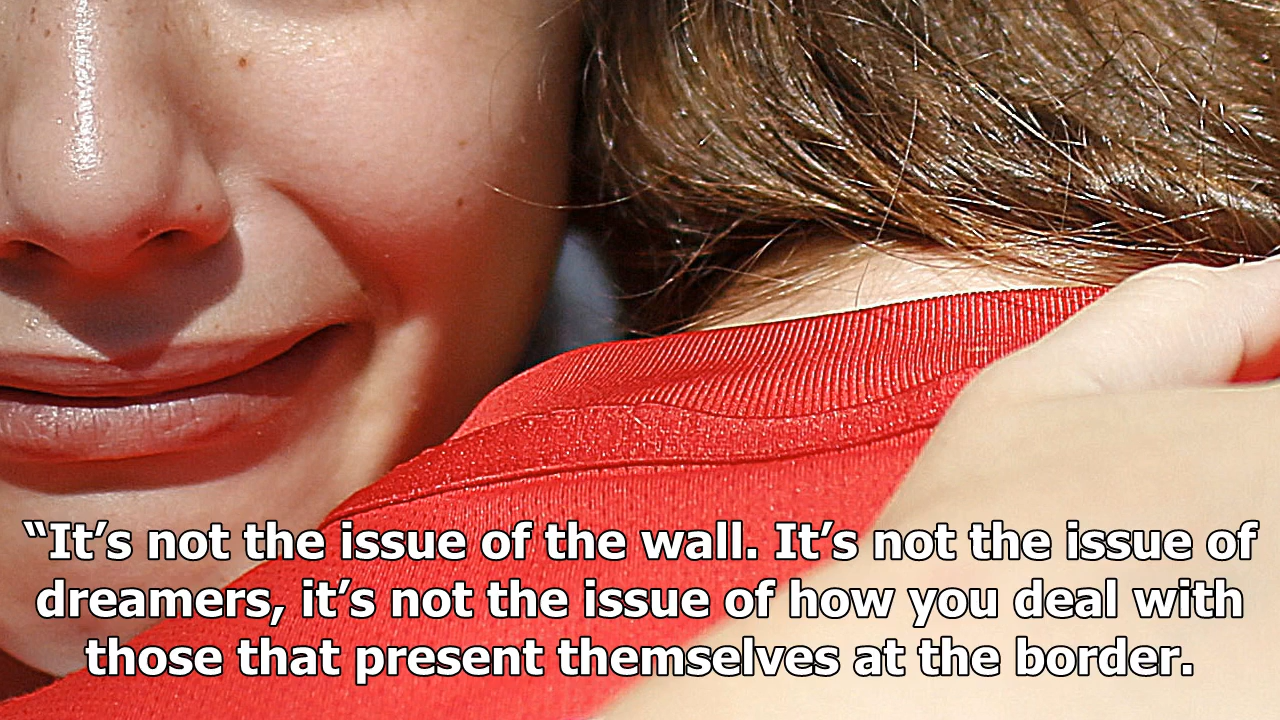 “It’s not the issue of the wall. It’s not the issue of
dreamers, it’s not the issue of how you deal with
those that present themselves at the border.